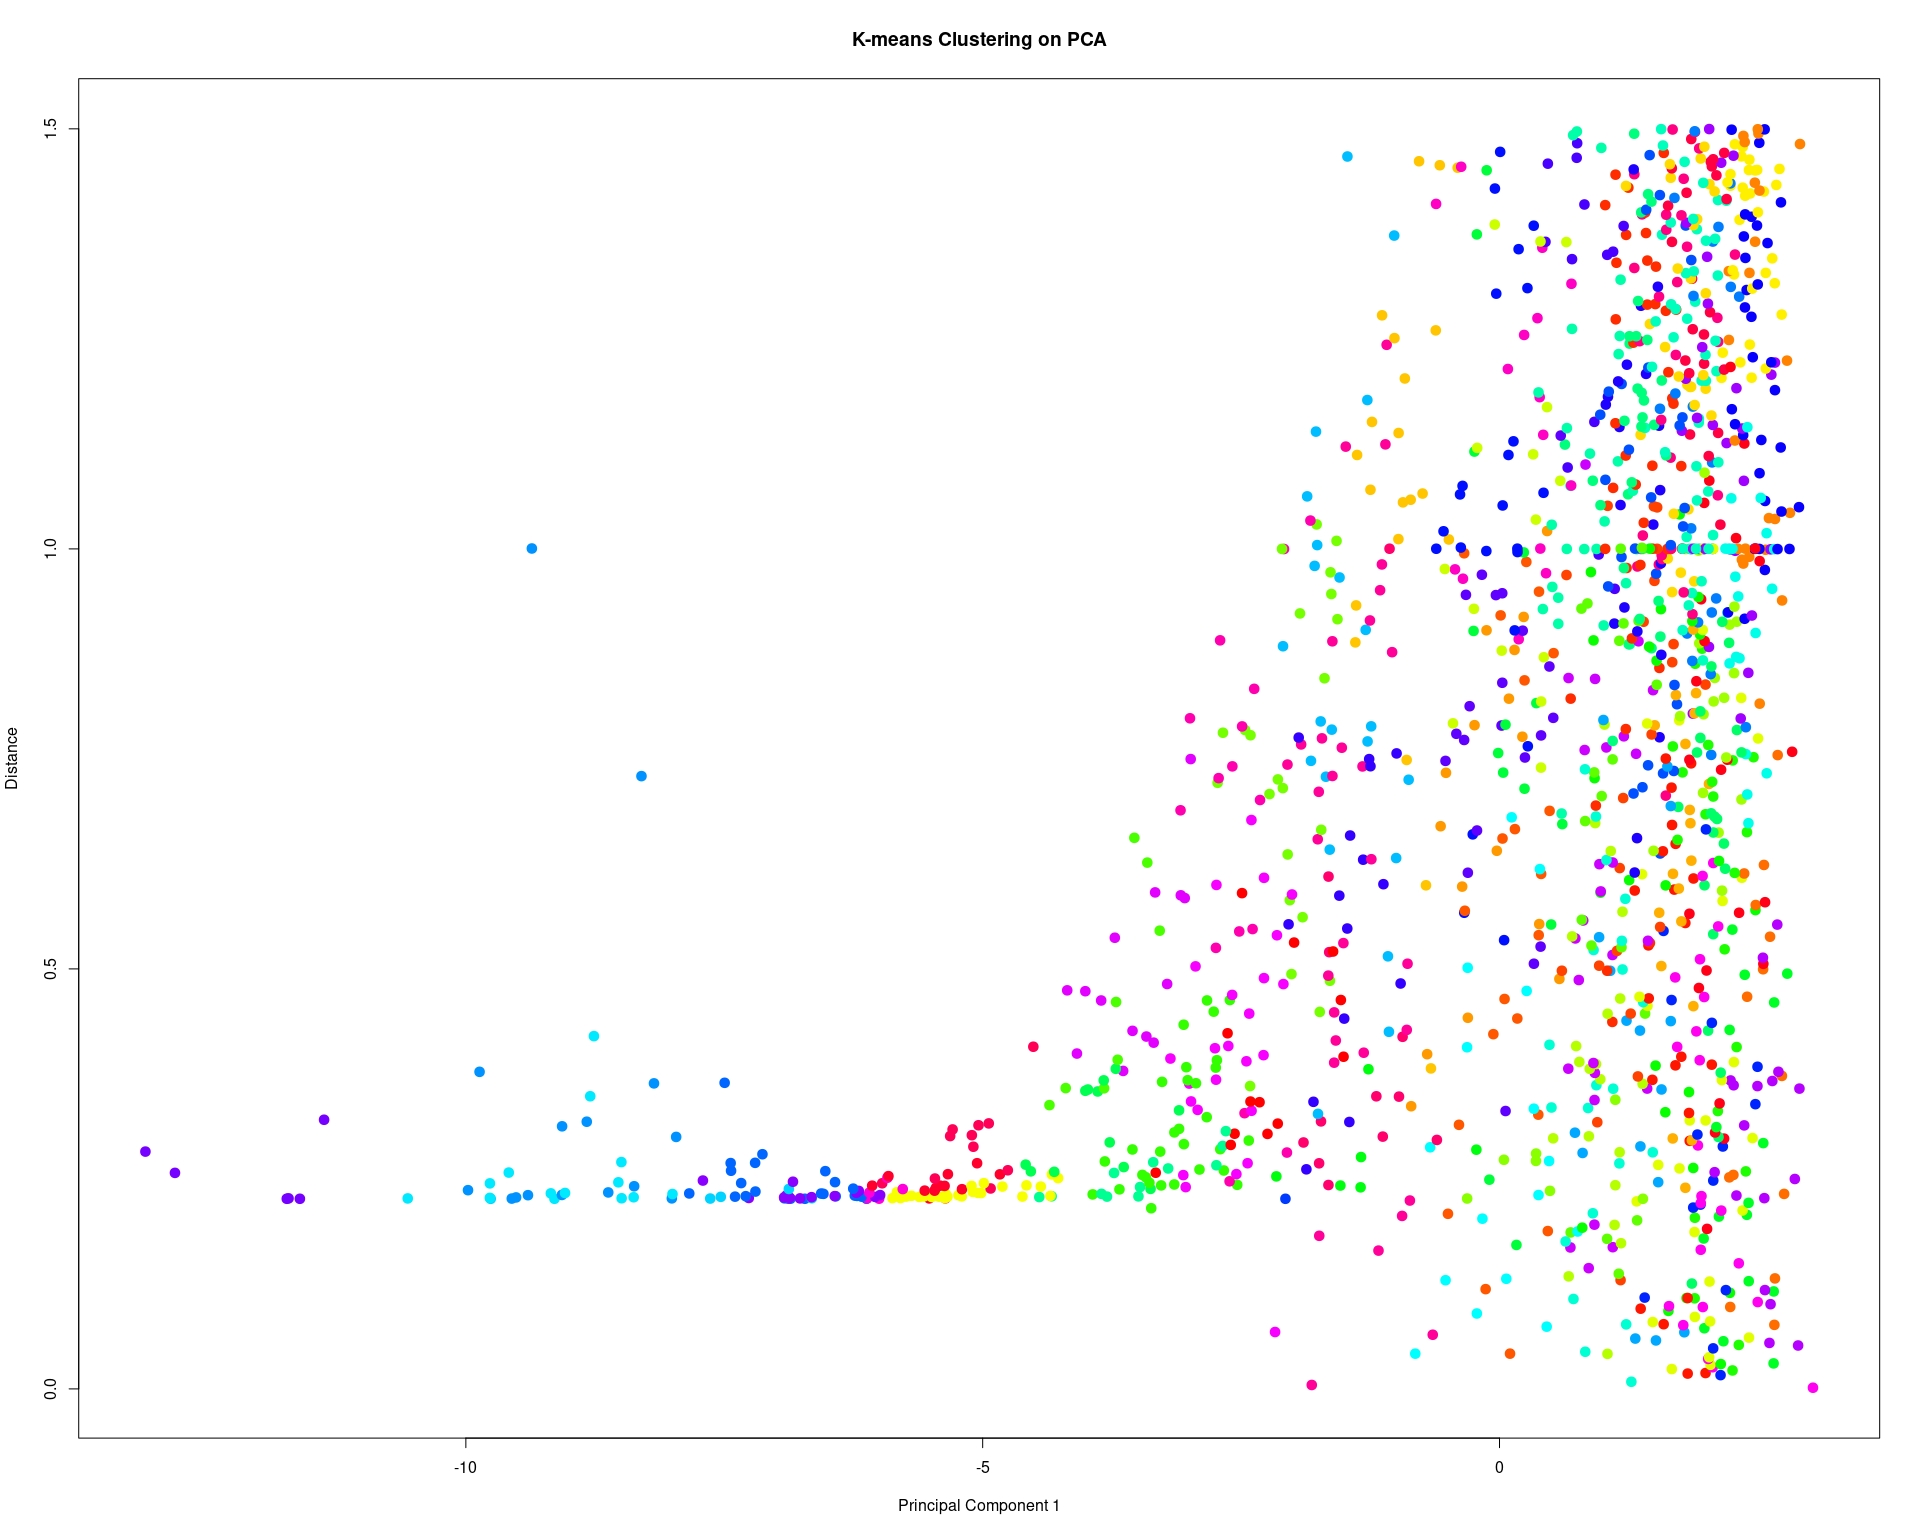 K-means Clustering on PCA
1.5
1.0
Distance
0.5
0.0
-10
-5
0
Principal Component 1